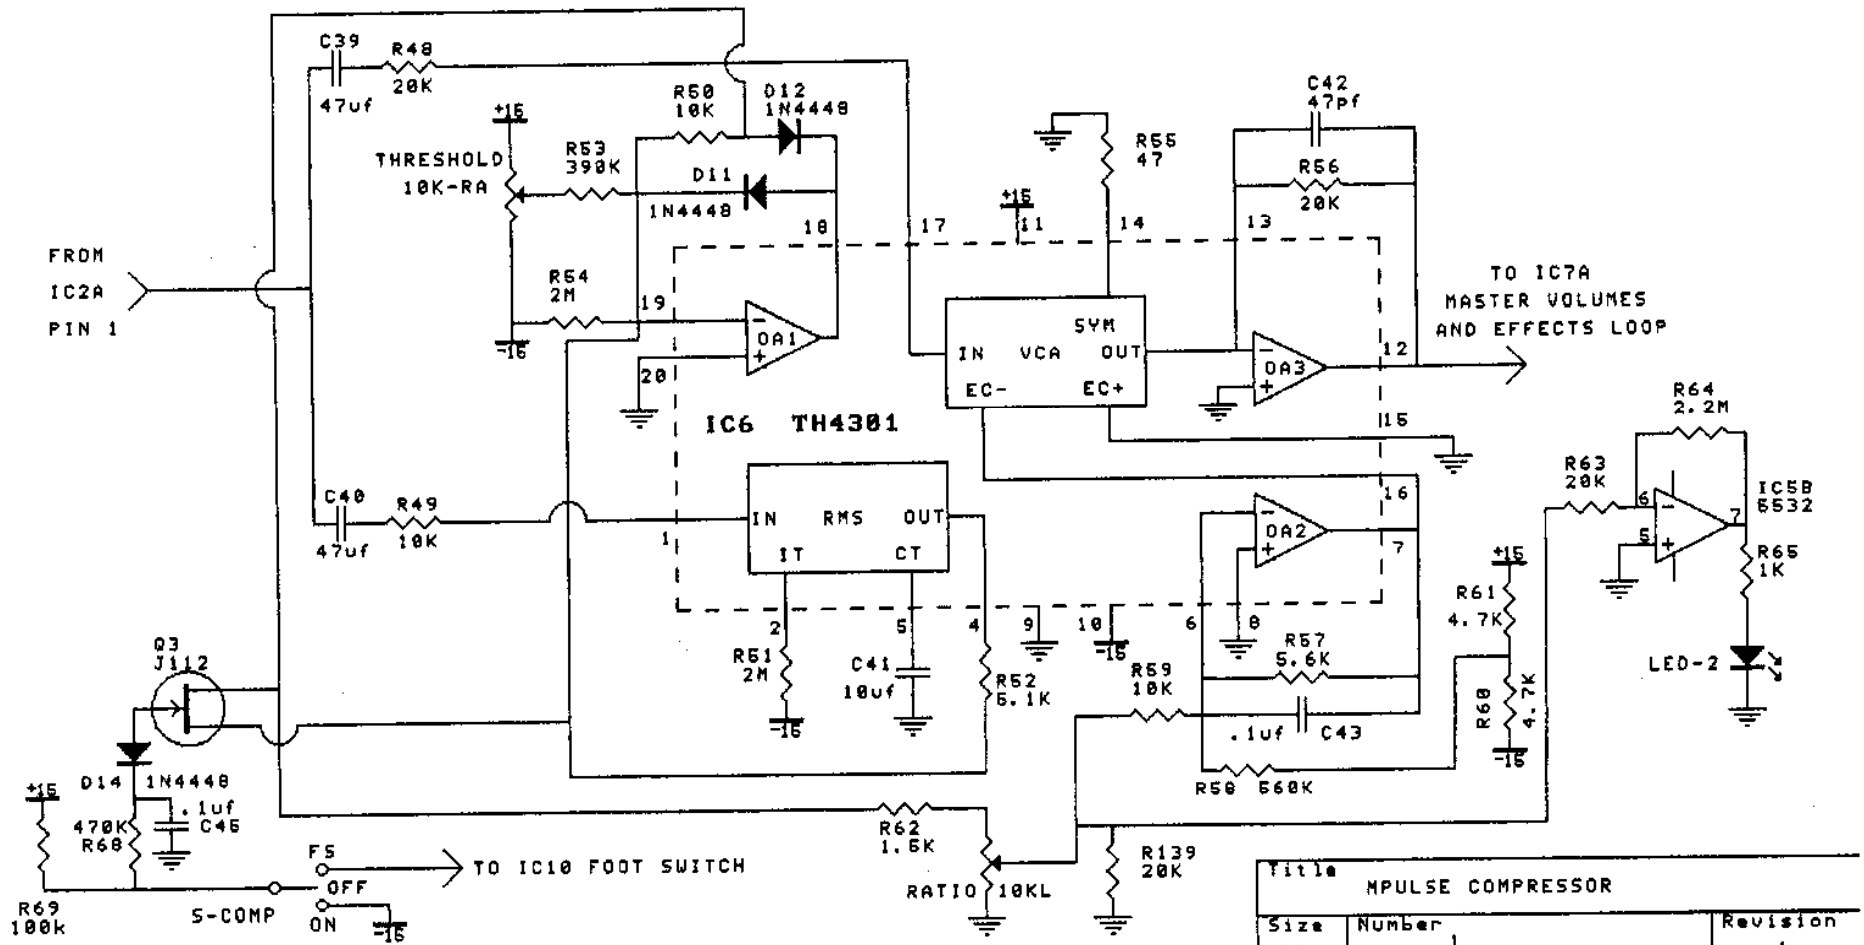 C39
47uf
R48
20K
R50
10K
D12
1N4448
+15
THRESHOLD
10K-RA
R53
390K
D11
1N4448
R55
47
C42
47pf
R56
20K
+15
18
17
11
14
13
FROM
IC2A
PIN 1
R54
2M
-15
19
20
OA1
SYM
IN VCA OUT
EC- EC+
OA3
12
TO IC7A
MASTER VOLUMES
AND EFFECTS LOOP
IC6 TH4301
15
16
R64
2.2M
R63
20K
6
5
7
IC5B
5532
C40
47uf
R49
10K
1
IN RMS OUT
IT CT
OA2
7
R65
1K
+15
R61
4.7K
R60
4.7K
-15
LED-2
2
5
4
9
10
-15
6
8
R51
2M
-15
C41
10uf
R52
5.1K
R59
10K
R57
5.6K
.1uf C43
R58 560K
Q3
J112
D14 1N4448
+15
.1uf
C45
470K
R68
R69
100k
FS
TO IC10 FOOT SWITCH
OFF
S-COMP
ON
-15
R62
1.5K
RATIO 10KL
R139
20K
Title
MPULSE COMPRESSOR
Size Number Revision